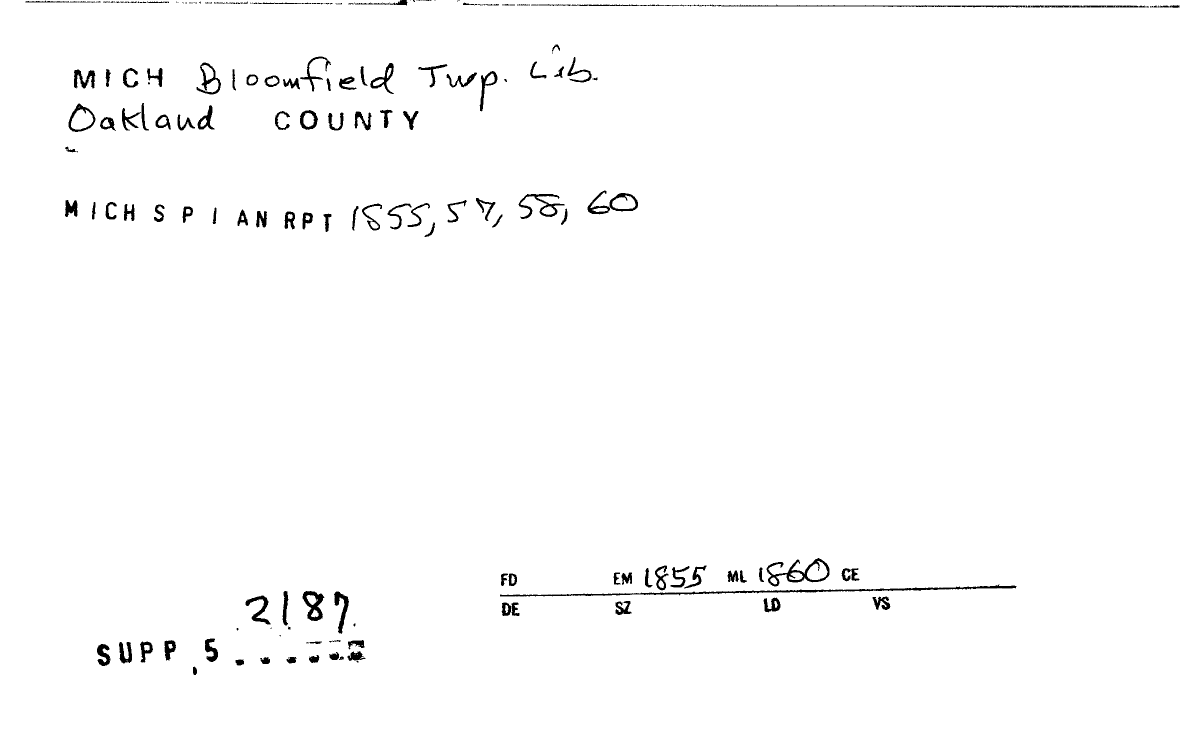 MICH Bloomfield Twp. Lib.
Oakland COUNTY
MICH S P I AN RPT 1855, 57, 58, 60
FD EM 1855 ML 1860 CE
DE SZ LD VS
2187
SUPP, 5